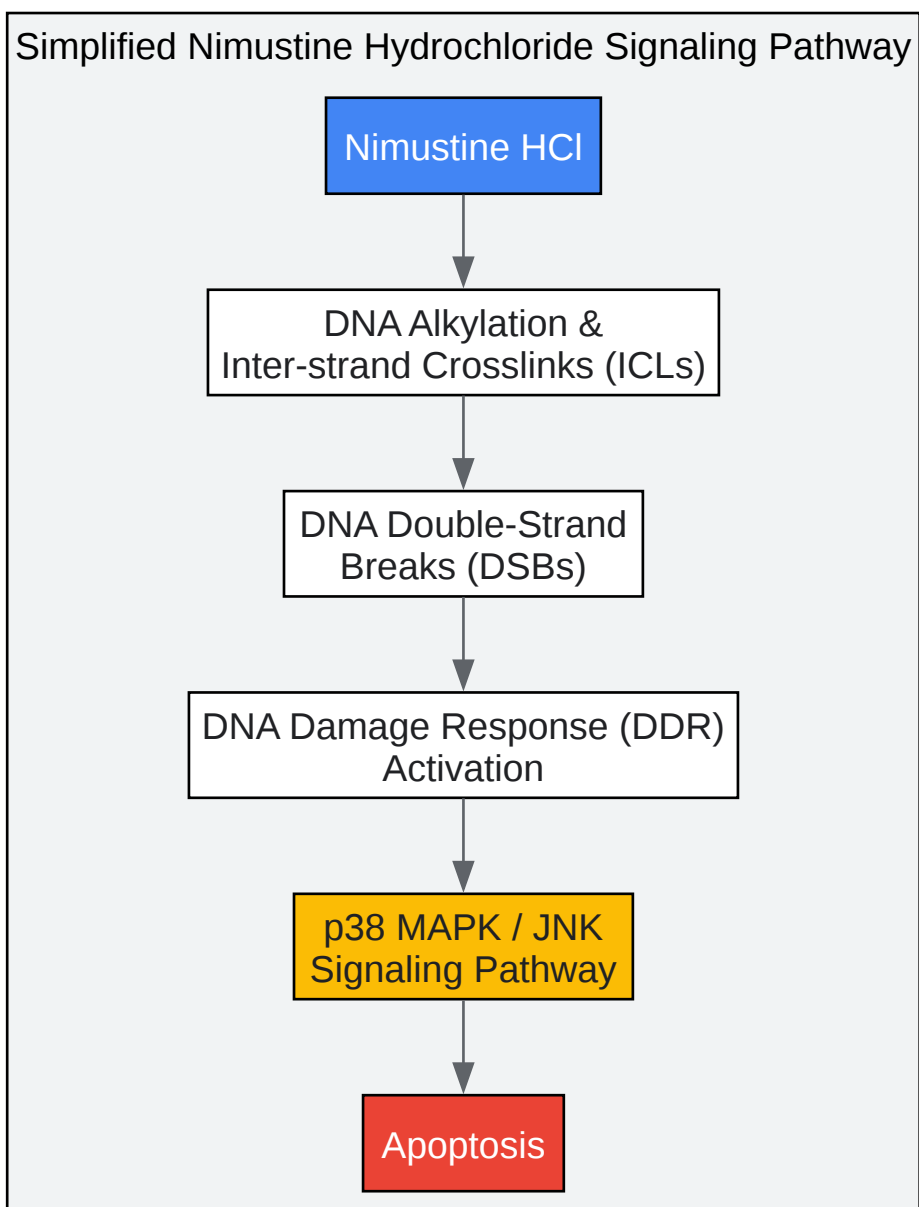 Simplified Nimustine Hydrochloride Signaling Pathway
Nimustine HCl
DNA Alkylation &
Inter-strand Crosslinks (ICLs)
DNA Double-Strand
Breaks (DSBs)
DNA Damage Response (DDR)
Activation
p38 MAPK / JNK
Signaling Pathway
Apoptosis